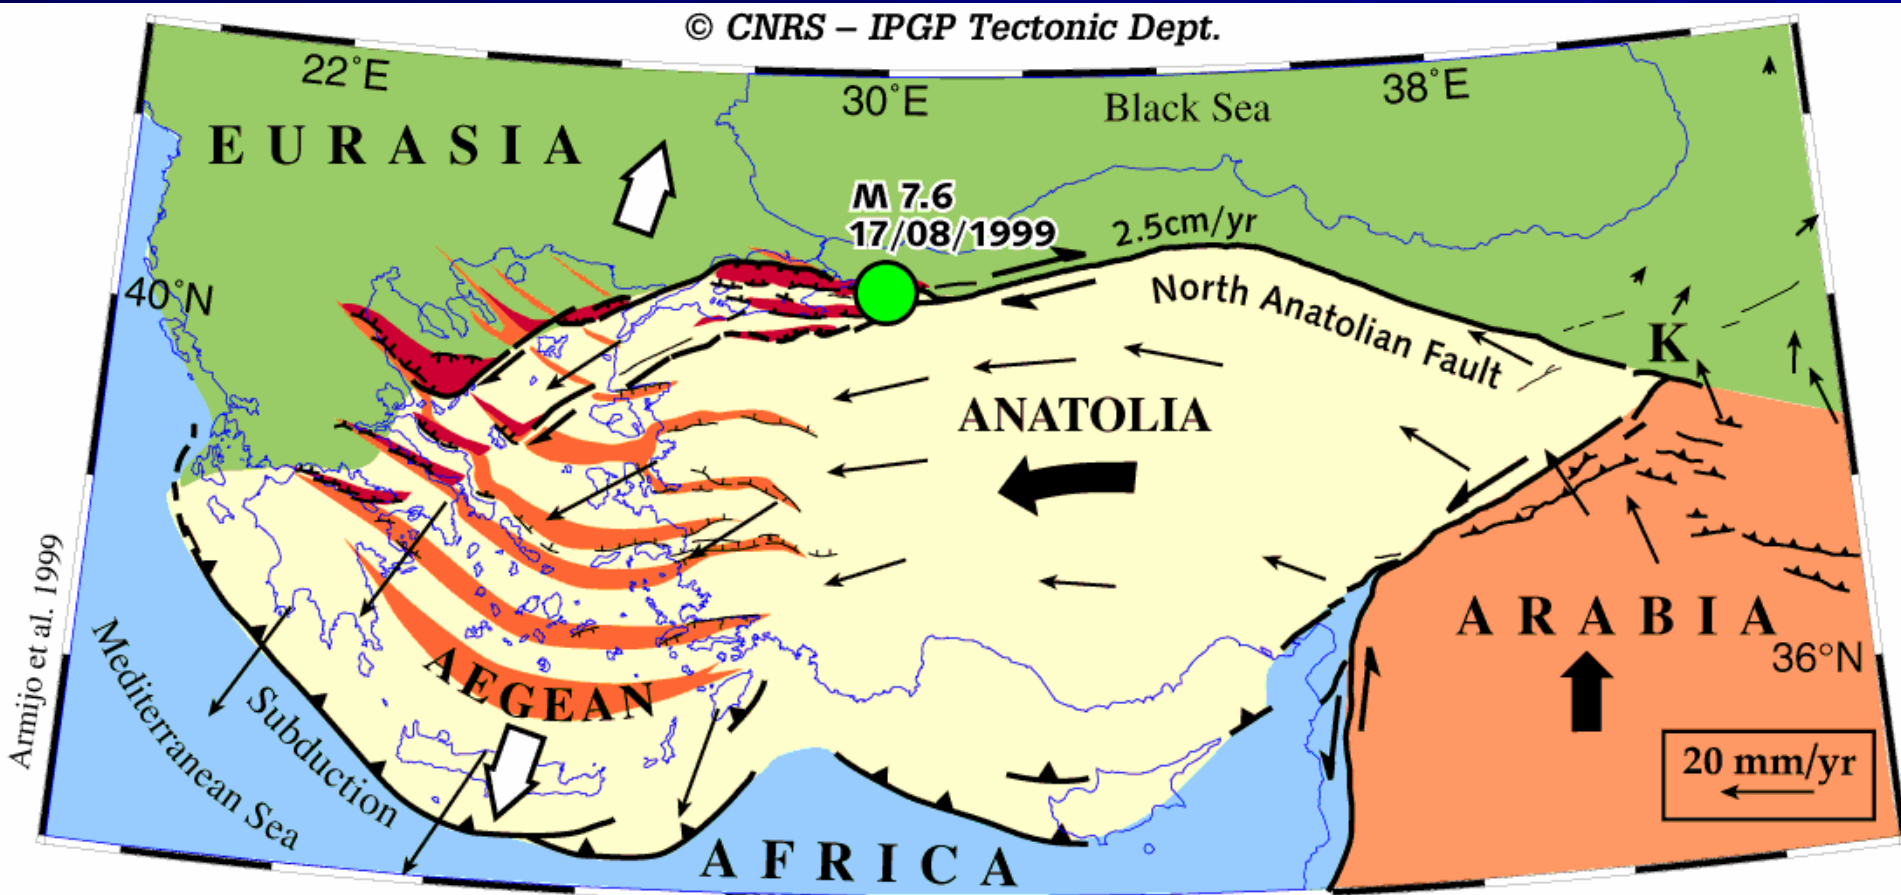 © CNRS – IPGP Tectonic Dept.
22°E
30°E
38°E
Black Sea
EURASIA
M 7.6
17/08/1999
2.5cm/yr
40°N
North Anatolian Fault
K
ANATOLIA
Armijo et al. 1999
ARABIA
36°N
AEGEAN
Mediterranean Sea
Subduction
20 mm/yr
AFRICA